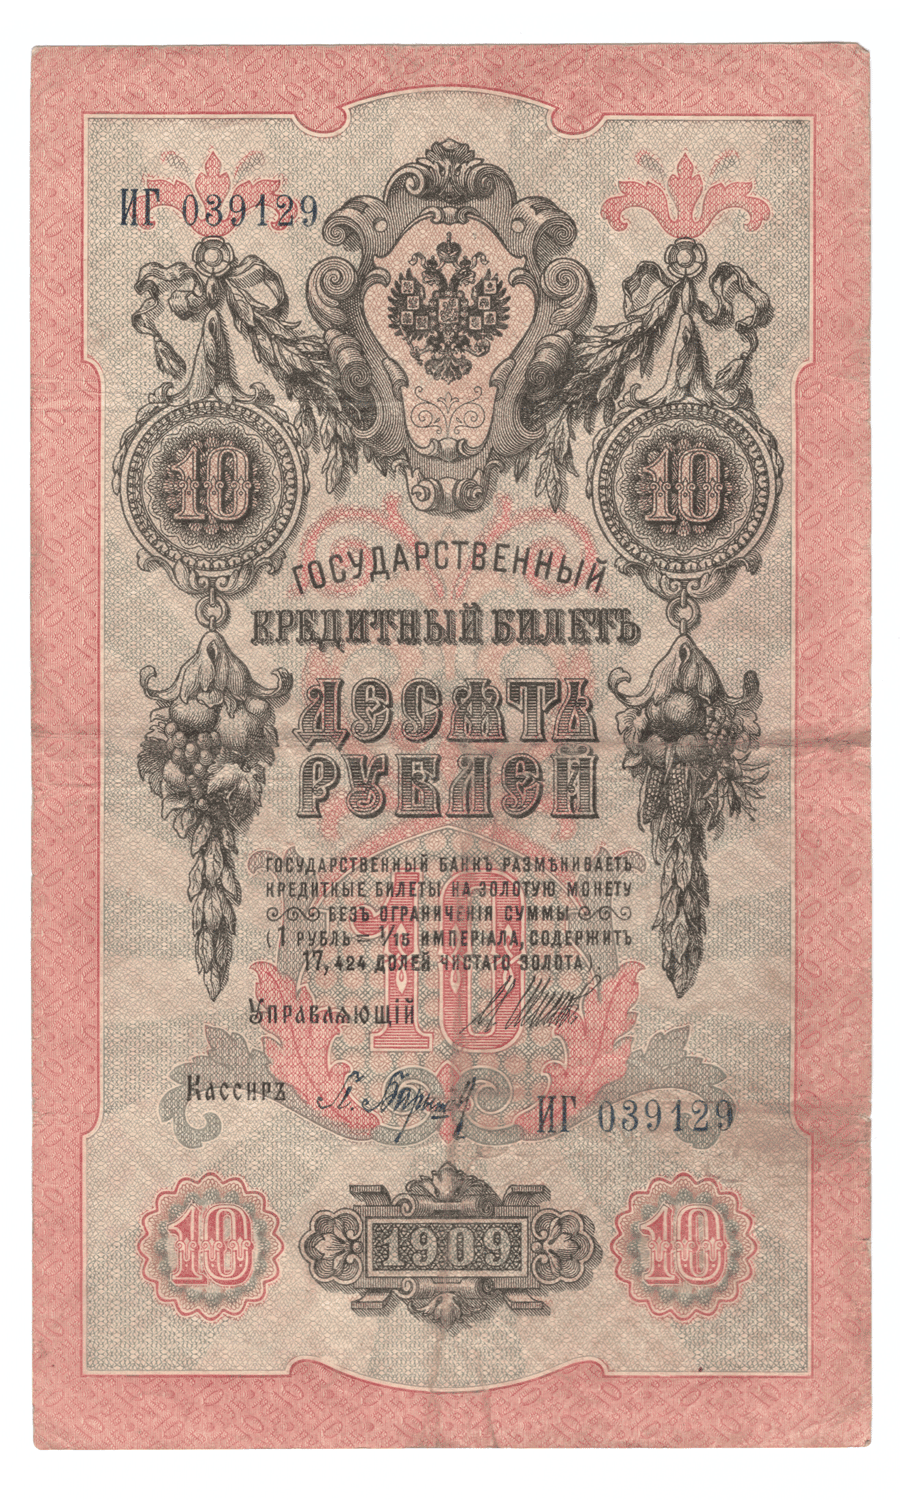 ИГ 039129
10 10
ГОСУДАРСТВЕННЫЙ
КРЕДИТНЫЙ БИЛЕТЪ
ДЕСЯТЬ
РУБЛЕЙ
ГОСУДАРСТВЕННЫЙ БАНКЪ РАЗМѢНИВАЕТЪ
КРЕДИТНЫЕ БИЛЕТЫ НА ЗОЛОТУЮ МОНЕТУ
БЕЗЪ ОГРАНИЧЕНІЯ СУММЫ
(1 РУБЛЬ = 1/15 ИМПЕРІАЛА, СОДЕРЖИТЪ
17,424 ДОЛЕЙ ЧИСТАГО ЗОЛОТА).
10
УПРАВЛЯЮЩІЙ
КАССИРЪ
ИГ 039129
10 1909 10